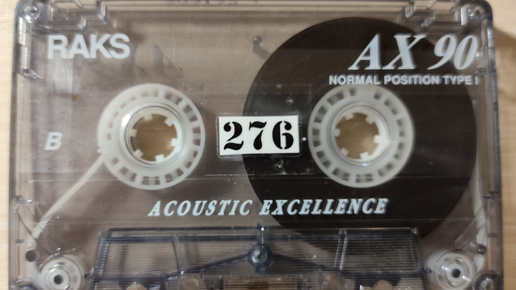 RAKS
AX 90
NORMAL POSITION TYPE I
B
276
ACOUSTIC EXCELLENCE